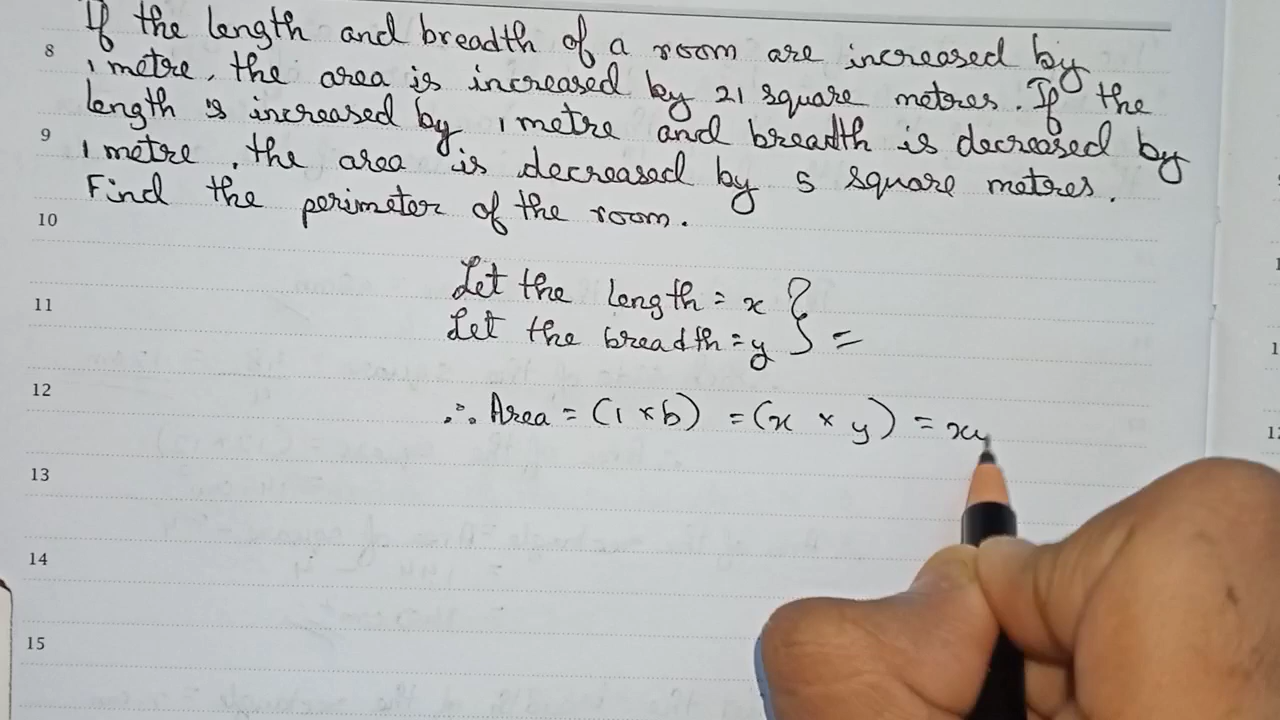 If the length and breadth of a room are increased by
1 metre, the area is increased by 21 square metres. If the
length is increased by 1 metre and breadth is decreased by
1 metre, the area is decreased by 5 square metres.
Find the perimeter of the room.
Let the length = x } =
Let the breadth = y
∴ Area = (l × b) = (x × y) = xy
8
9
10
11
12
13
14
15